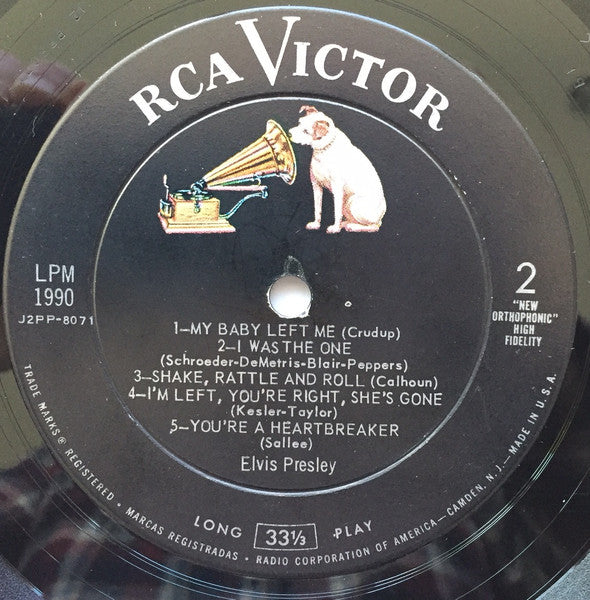 RCA VICTOR
LPM
1990
J2PP-8071
2
"NEW
ORTHOPHONIC"
HIGH
FIDELITY
1–MY BABY LEFT ME (Crudup)
2–I WAS THE ONE
(Schroeder-DeMetris-Blair-Peppers)
3–SHAKE, RATTLE AND ROLL (Calhoun)
4–I'M LEFT, YOU'RE RIGHT, SHE'S GONE
(Kesler-Taylor)
5–YOU'RE A HEARTBREAKER
(Sallee)
Elvis Presley
LONG 33⅓ PLAY
TRADE MARKS ® REGISTERED • MARCAS REGISTRADAS • RADIO CORPORATION OF AMERICA–CAMDEN, N.J.–MADE IN U.S.A.